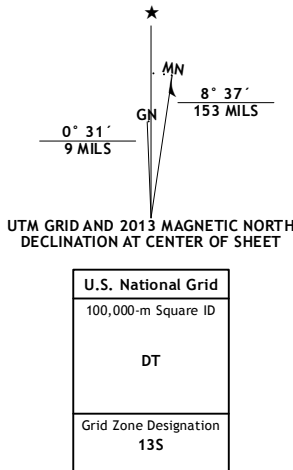 ★
MN
GN
8° 37´
153 MILS
0° 31´
9 MILS
UTM GRID AND 2013 MAGNETIC NORTH
DECLINATION AT CENTER OF SHEET
U.S. National Grid
100,000-m Square ID
DT
Grid Zone Designation
13S